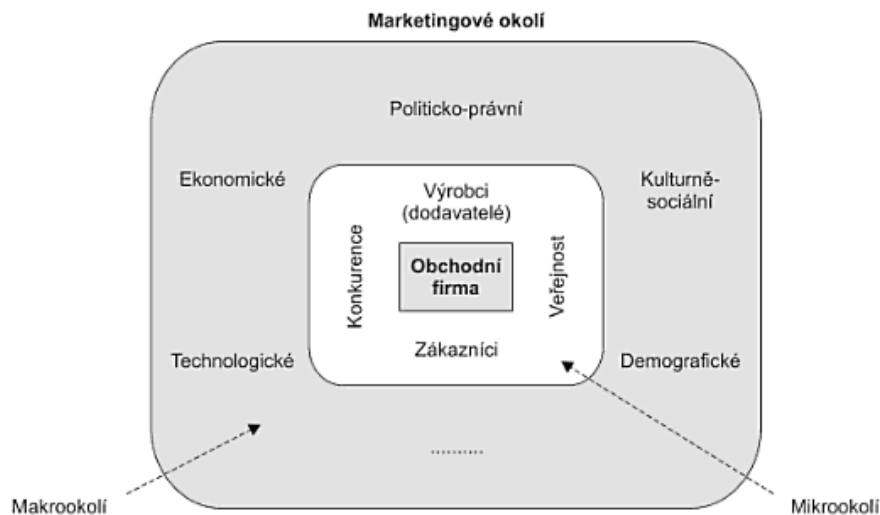 Marketingové okolí
Politicko-právní
Ekonomické
Kulturně-
sociální
Výrobci
(dodavatelé)
Konkurence
Obchodní
firma
Veřejnost
Zákazníci
Technologické
Demografické
..........
Makrookolí
Mikrookolí